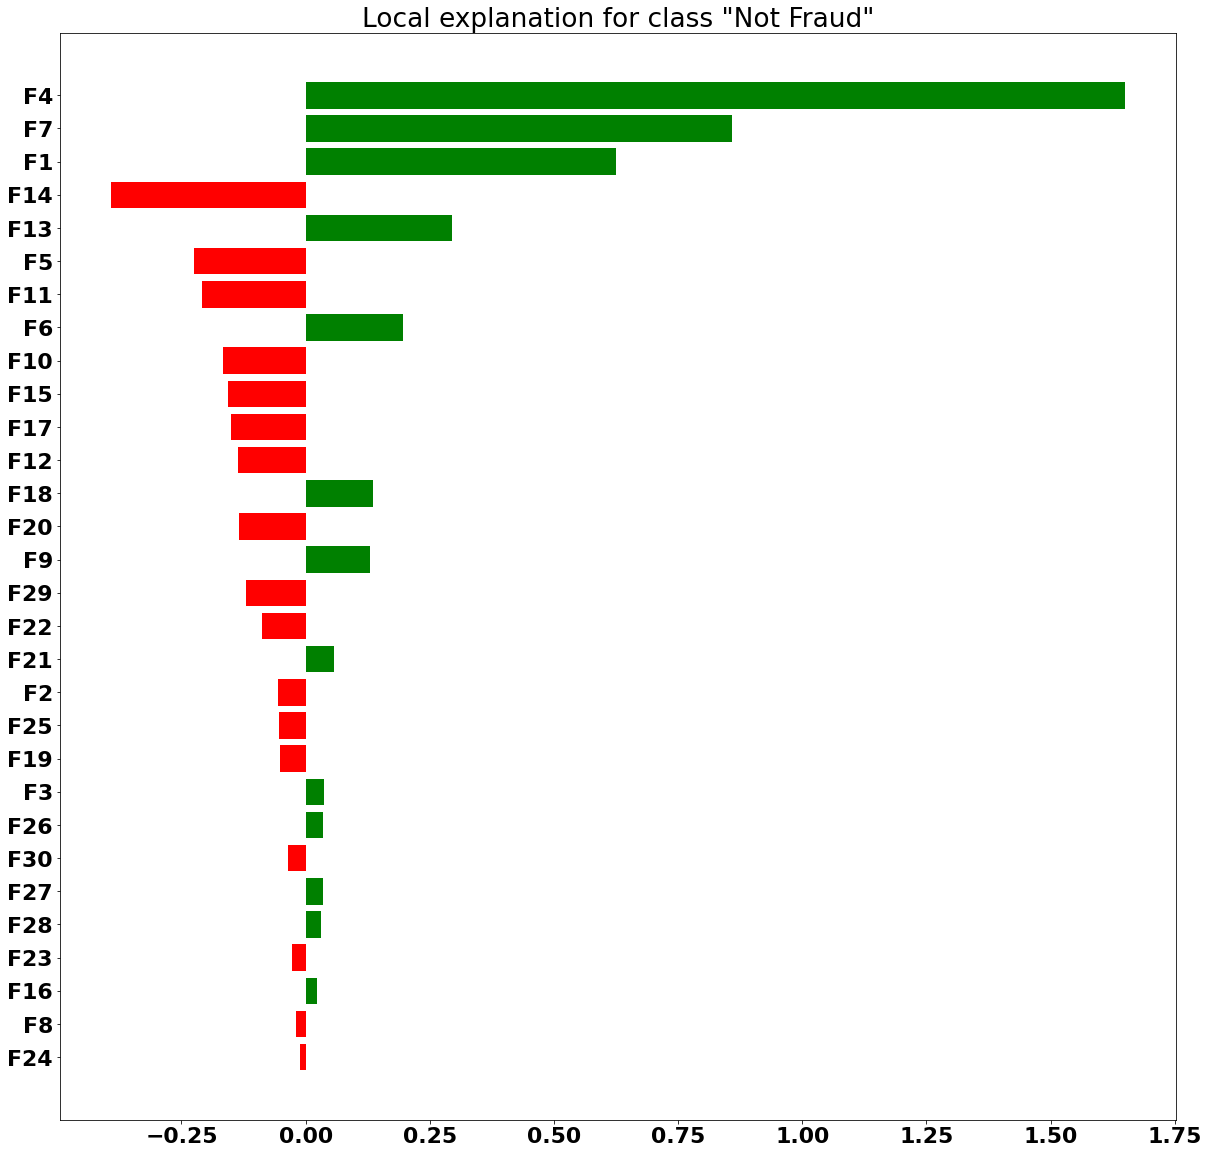 Local explanation for class "Not Fraud"
F4
F7
F1
F14
F13
F5
F11
F6
F10
F15
F17
F12
F18
F20
F9
F29
F22
F21
F2
F25
F19
F3
F26
F30
F27
F28
F23
F16
F8
F24
−0.25 0.00 0.25 0.50 0.75 1.00 1.25 1.50 1.75